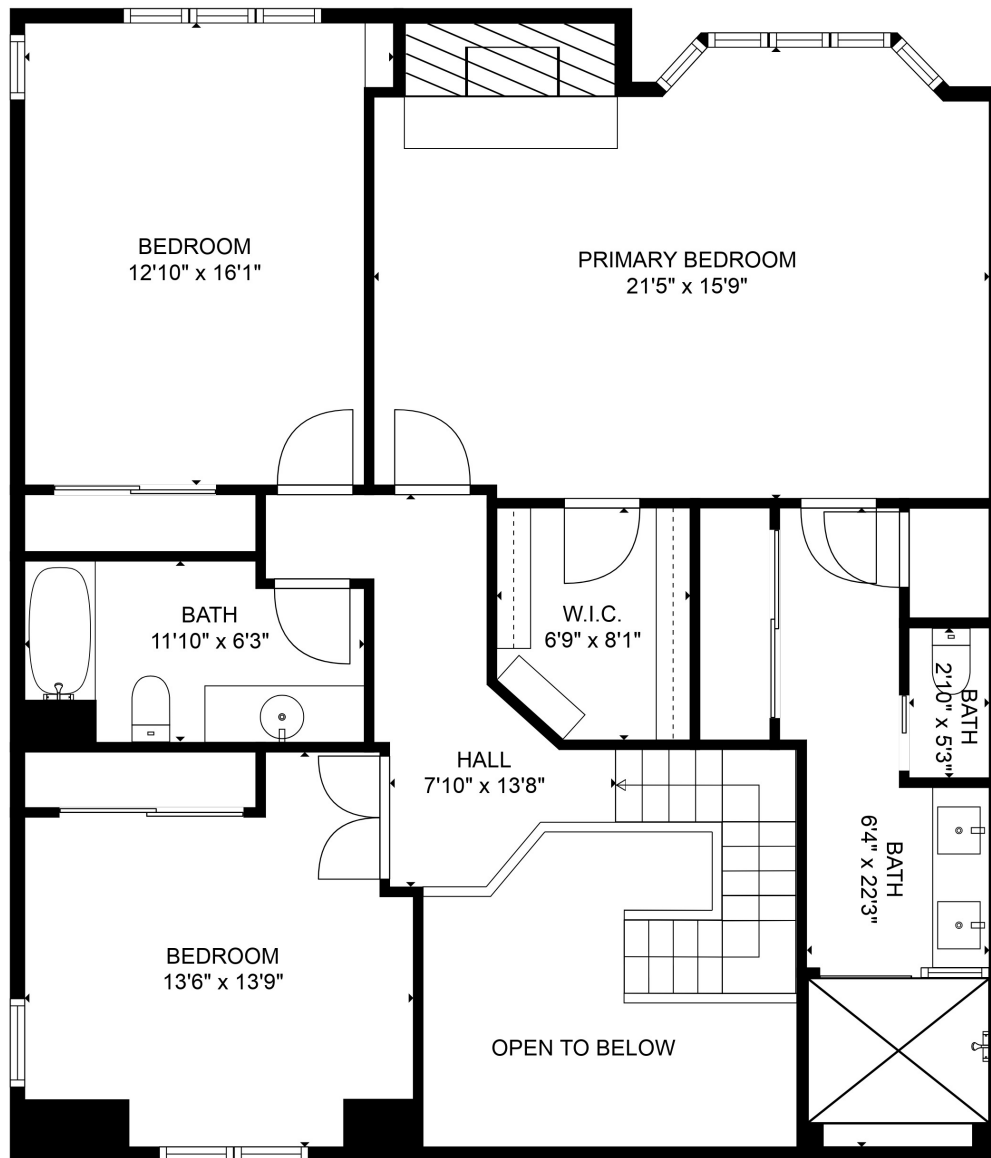 BEDROOM
12'10" x 16'1"
PRIMARY BEDROOM
21'5" x 15'9"
BATH
11'10" x 6'3"
W.I.C.
6'9" x 8'1"
BATH
2'10" x 5'3"
HALL
7'10" x 13'8"
BATH
6'4" x 22'3"
BEDROOM
13'6" x 13'9"
OPEN TO BELOW